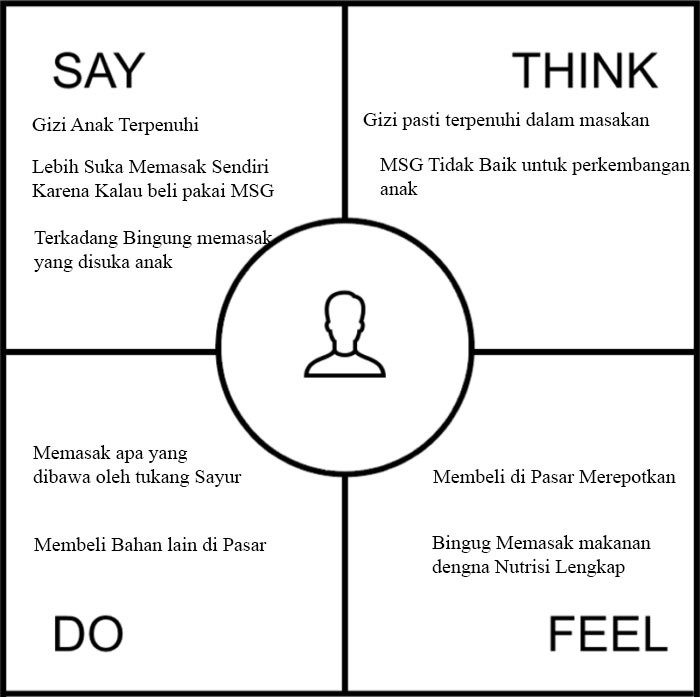 SAY
Gizi Anak Terpenuhi
Lebih Suka Memasak Sendiri
Karena Kalau beli pakai MSG
Terkadang Bingung memasak
yang disuka anak
THINK
Gizi pasti terpenuhi dalam masakan
MSG Tidak Baik untuk perkembangan
anak
Memasak apa yang
dibawa oleh tukang Sayur
Membeli Bahan lain di Pasar
DO
Membeli di Pasar Merepotkan
Bingug Memasak makanan
dengna Nutrisi Lengkap
FEEL